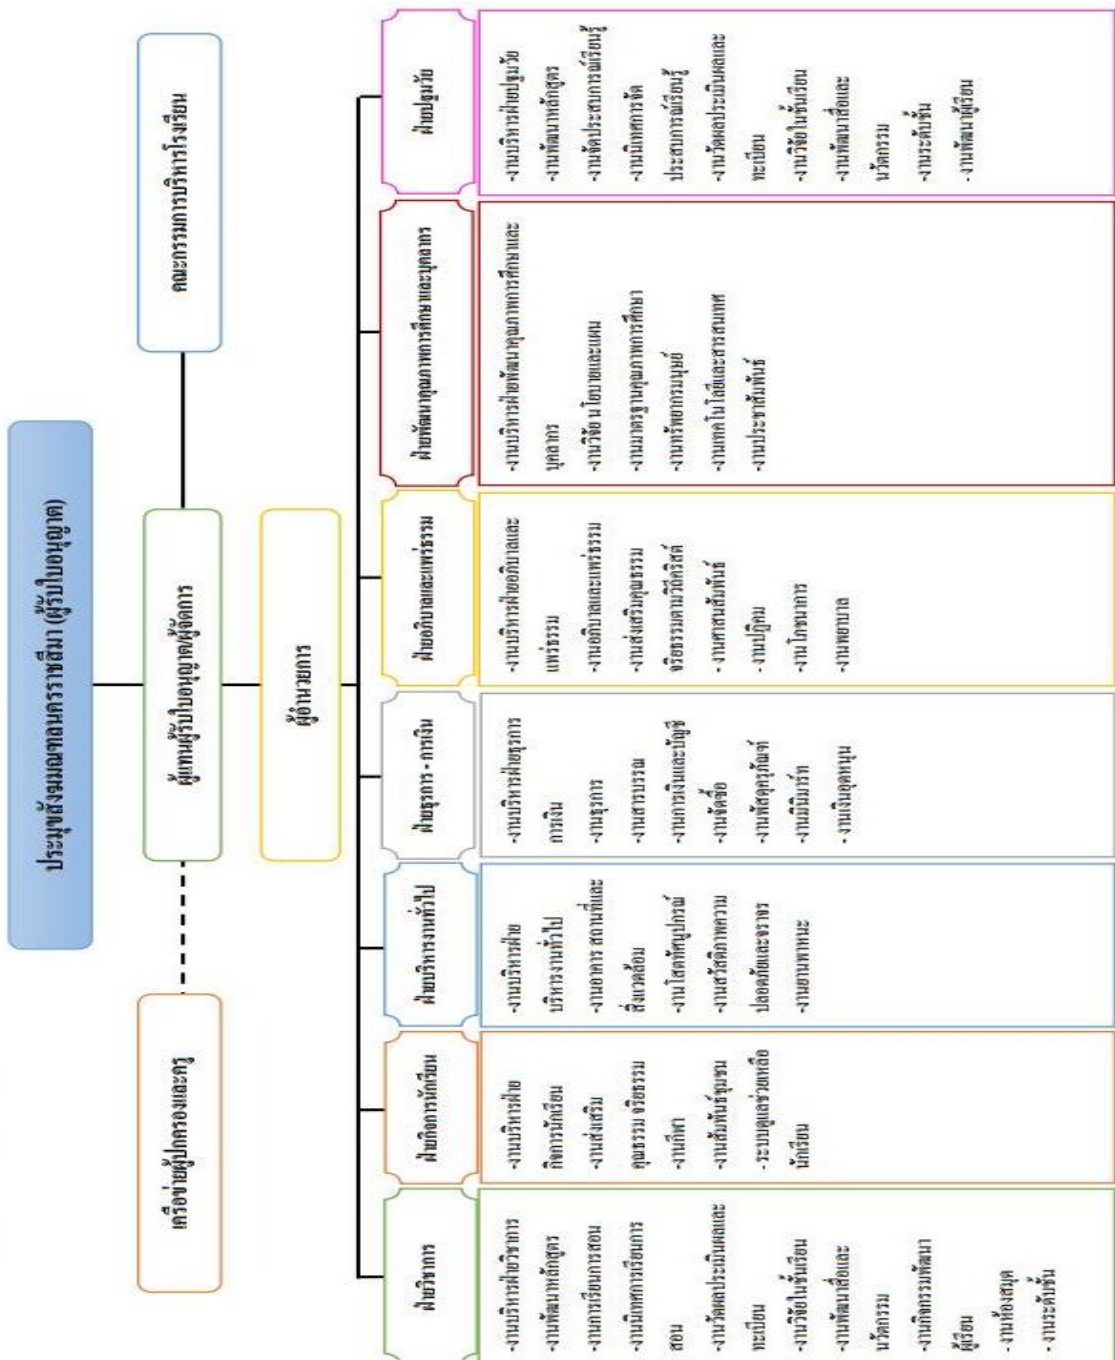 ประมุขสังฆมณฑลนครราชสีมา (ผู้รับใบอนุญาต)
เครือข่ายผู้ปกครองและครู
ผู้แทนผู้รับใบอนุญาต/ผู้จัดการ
คณะกรรมการบริหารโรงเรียน
ผู้อำนวยการ
ฝ่ายวิชาการ
-งานบริหารฝ่ายวิชาการ
-งานพัฒนาหลักสูตร
-งานการเรียนการสอน
-งานนิเทศการเรียนการ
สอน
-งานวัดผลประเมินผลและ
ทะเบียน
-งานวิจัยในชั้นเรียน
-งานพัฒนาสื่อและ
นวัตกรรม
-งานกิจกรรมพัฒนา
ผู้เรียน
- งานห้องสมุด
- งานระดับชั้น
ฝ่ายกิจการนักเรียน
-งานบริหารฝ่าย
กิจการนักเรียน
-งานส่งเสริม
คุณธรรม จริยธรรม
-งานกีฬา
-งานสัมพันธ์ชุมชน
- ระบบดูแลช่วยเหลือ
นักเรียน
ฝ่ายบริหารงานทั่วไป
-งานบริหารฝ่าย
บริหารงานทั่วไป
-งานอาคาร สถานที่และ
สิ่งแวดล้อม
-งานโสตทัศนูปกรณ์
-งานสวัสดิภาพความ
ปลอดภัยและจราจร
-งานยานพาหนะ
ฝ่ายธุรการ - การเงิน
-งานบริหารฝ่ายธุรการ
การเงิน
-งานธุรการ
-งานสารบรรณ
-งานการเงินและบัญชี
-งานจัดซื้อ
-งานพัสดุครุภัณฑ์
-งานมินิมาร์ท
- งานเงินอุดหนุน
ฝ่ายอภิบาลและแพร่ธรรม
-งานบริหารฝ่ายอภิบาลและ
แพร่ธรรม
-งานอภิบาลและแพร่ธรรม
-งานส่งเสริมคุณธรรม
จริยธรรมตามวิถีคริสต์
- งานศาสนสัมพันธ์
- งานปฏิคม
-งานโภชนาการ
-งานพยาบาล
ฝ่ายพัฒนาคุณภาพการศึกษาและบุคลากร
-งานบริหารฝ่ายพัฒนาคุณภาพการศึกษาและ
บุคลากร
-งานวิจัย นโยบายและแผน
-งานมาตรฐานคุณภาพการศึกษา
-งานทรัพยากรมนุษย์
-งานเทคโนโลยีและสารสนเทศ
-งานประชาสัมพันธ์
ฝ่ายปฐมวัย
-งานบริหารฝ่ายปฐมวัย
-งานพัฒนาหลักสูตร
-งานจัดประสบการณ์เรียนรู้
-งานนิเทศการจัด
ประสบการณ์เรียนรู้
-งานวัดผลประเมินผลและ
ทะเบียน
-งานวิจัยในชั้นเรียน
-งานพัฒนาสื่อและ
นวัตกรรม
-งานระดับชั้น
- งานพัฒนาผู้เรียน